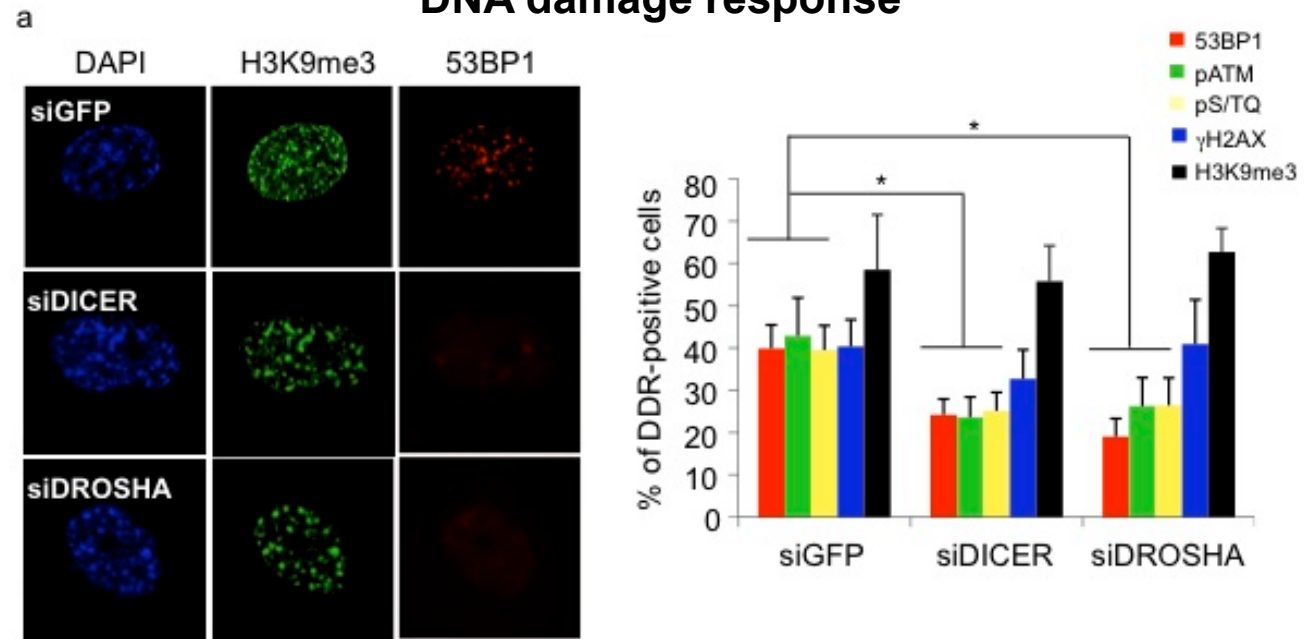 DNA damage response
a
DAPI H3K9me3 53BP1
siGFP
siDICER
siDROSHA
53BP1
pATM
pS/TQ
γH2AX
H3K9me3
*
*
% of DDR-positive cells
80
70
60
50
40
30
20
10
0
siGFP siDICER siDROSHA